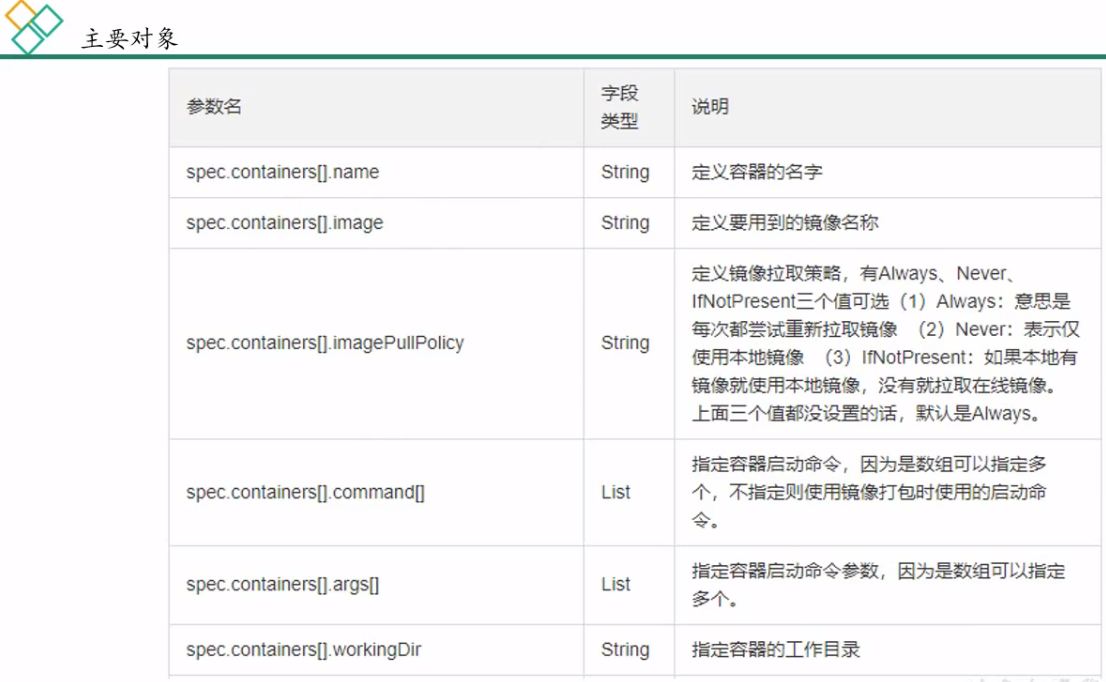 主要对象
参数名
字段
类型
说明
spec.containers[].name
String
定义容器的名字
spec.containers[].image
String
定义要用到的镜像名称
spec.containers[].imagePullPolicy
String
定义镜像拉取策略，有Always、Never、
IfNotPresent三个值可选（1）Always：意思是
每次都尝试重新拉取镜像 （2）Never：表示仅
使用本地镜像 （3）IfNotPresent：如果本地有
镜像就使用本地镜像，没有就拉取在线镜像。
上面三个值都没设置的话，默认是Always。
spec.containers[].command[]
List
指定容器启动命令，因为是数组可以指定多
个，不指定则使用镜像打包时使用的启动命
令。
spec.containers[].args[]
List
指定容器启动命令参数，因为是数组可以指定
多个。
spec.containers[].workingDir
String
指定容器的工作目录